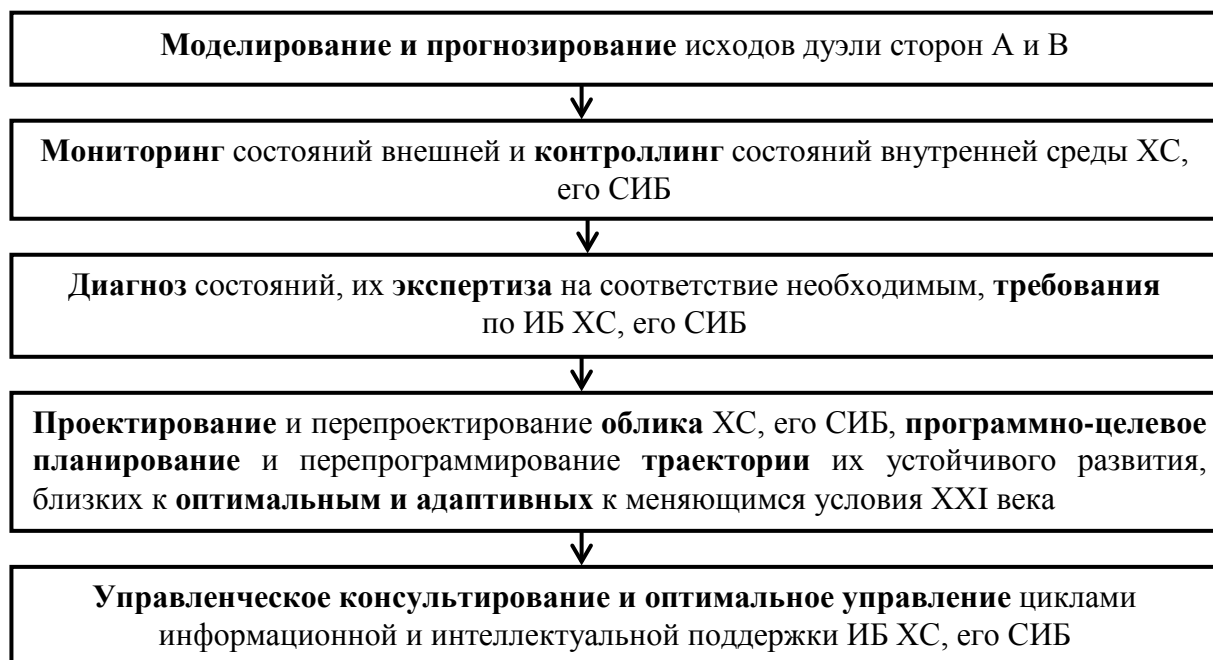 Моделирование и прогнозирование исходов дуэли сторон А и В
Мониторинг состояний внешней и контроллинг состояний внутренней среды ХС,
его СИБ
Диагноз состояний, их экспертиза на соответствие необходимым, требования
по ИБ ХС, его СИБ
Проектирование и перепроектирование облика ХС, его СИБ, программно-целевое
планирование и перепрограммирование траектории их устойчивого развития,
близких к оптимальным и адаптивных к меняющимся условия XXI века
Управленческое консультирование и оптимальное управление циклами
информационной и интеллектуальной поддержки ИБ ХС, его СИБ